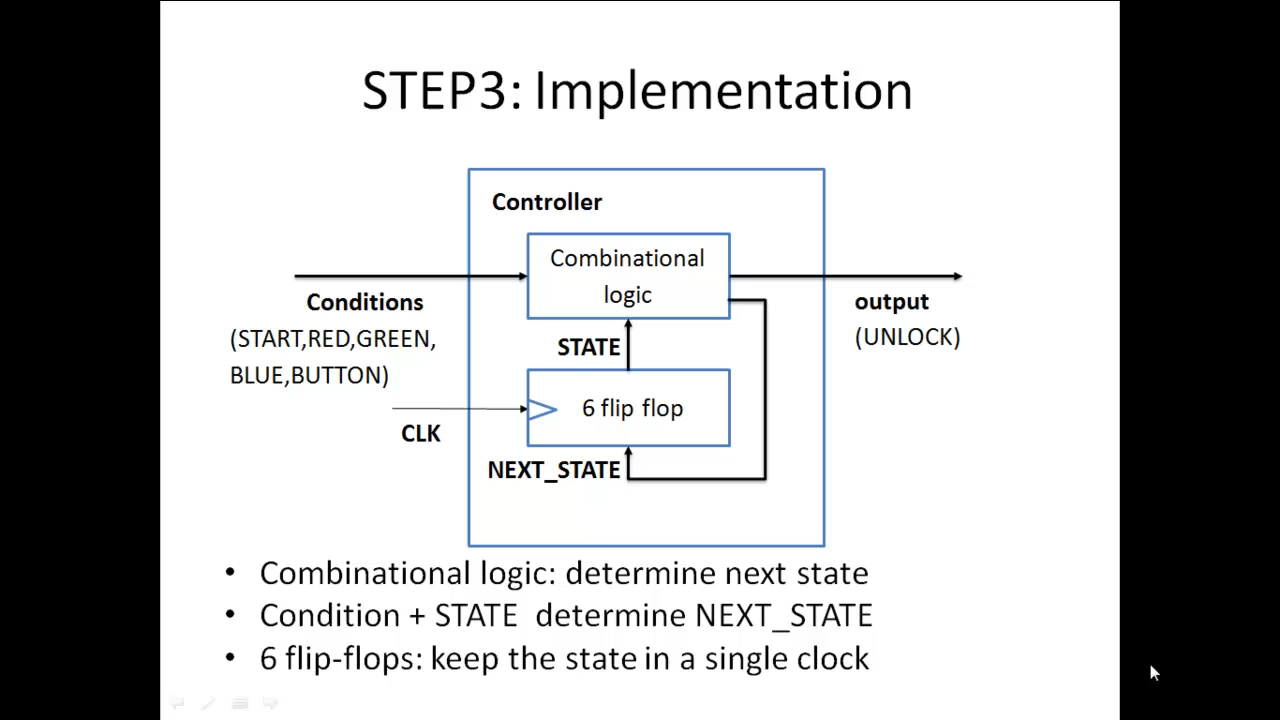 STEP3: Implementation
Controller
Combinational
logic
Conditions
(START,RED,GREEN,
BLUE,BUTTON)
output
(UNLOCK)
STATE
6 flip flop
CLK
NEXT_STATE
• Combinational logic: determine next state
• Condition + STATE  determine NEXT_STATE
• 6 flip-flops: keep the state in a single clock